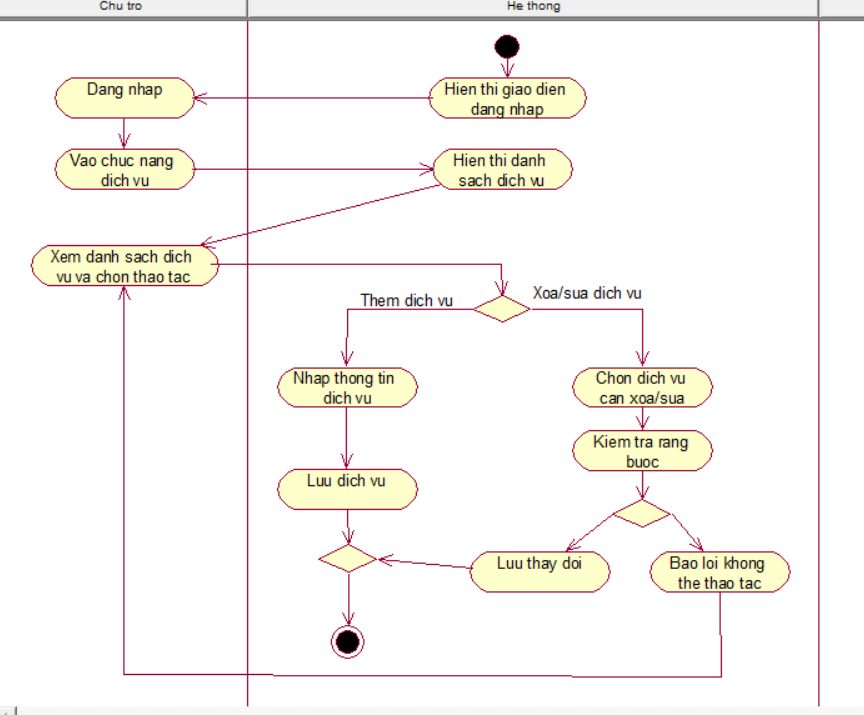 Chu tro
He thong
Hien thi giao dien
dang nhap
Dang nhap
Vao chuc nang
dich vu
Hien thi danh
sach dich vu
Xem danh sach dich
vu va chon thao tac
Them dich vu
Xoa/sua dich vu
Nhap thong tin
dich vu
Chon dich vu
can xoa/sua
Kiem tra rang
buoc
Luu dich vu
Luu thay doi
Bao loi khong
the thao tac